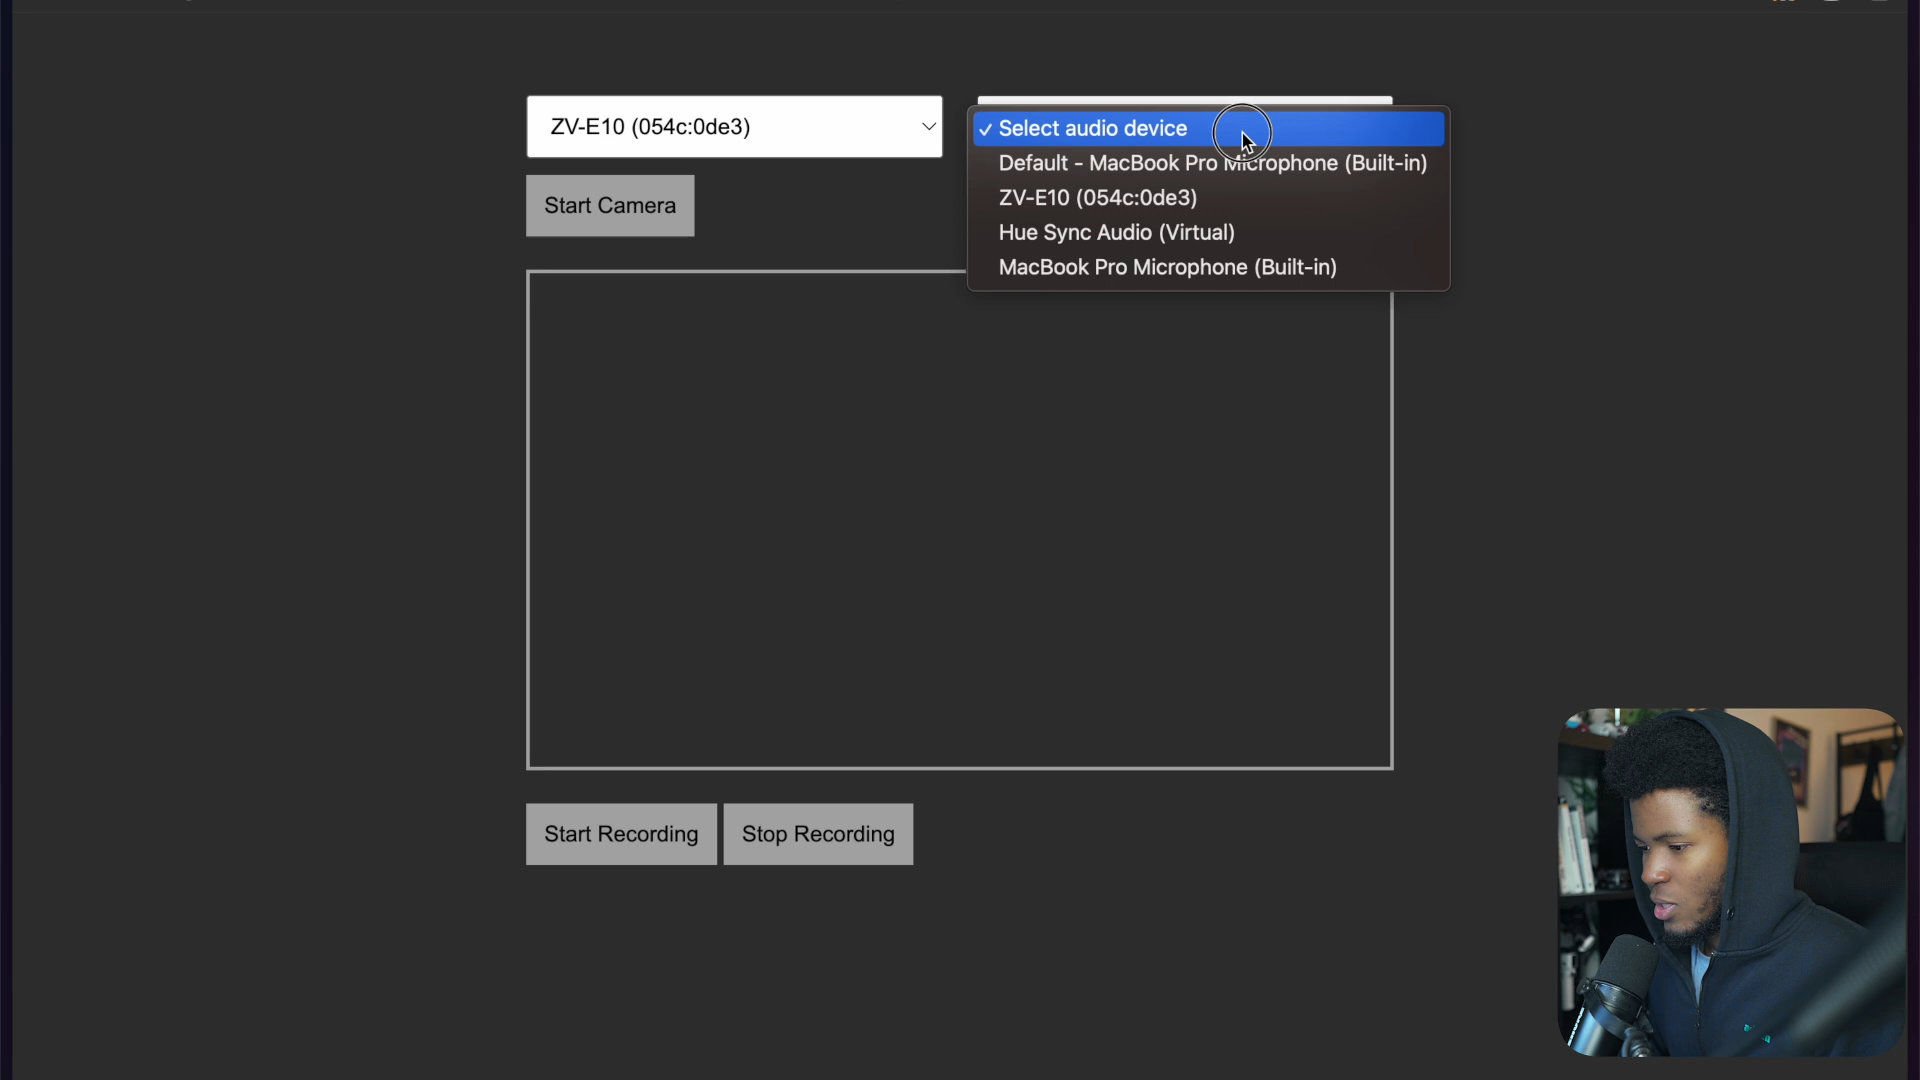 ZV-E10 (054c:0de3)
✓ Select audio device
Default - MacBook Pro Microphone (Built-in)
ZV-E10 (054c:0de3)
Hue Sync Audio (Virtual)
MacBook Pro Microphone (Built-in)
Start Camera
Start Recording
Stop Recording